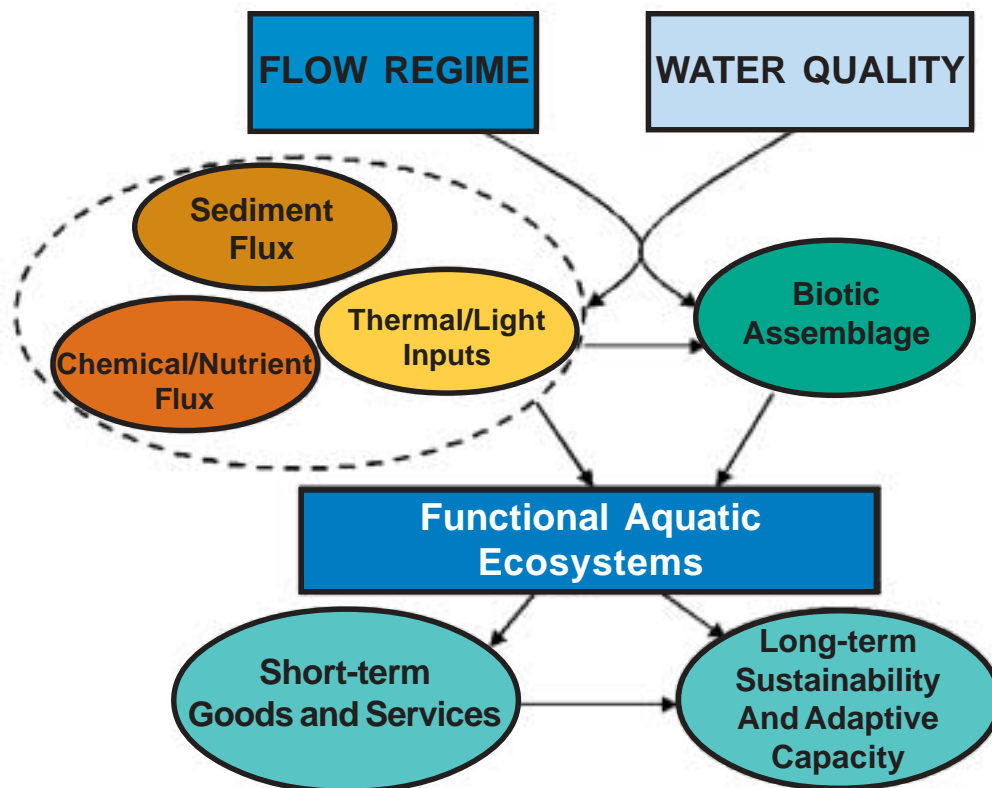 FLOW REGIME
WATER QUALITY
Sediment
Flux
Thermal/Light
Inputs
Chemical/Nutrient
Flux
Biotic
Assemblage
Functional Aquatic
Ecosystems
Short-term
Goods and Services
Long-term
Sustainability
And Adaptive
Capacity